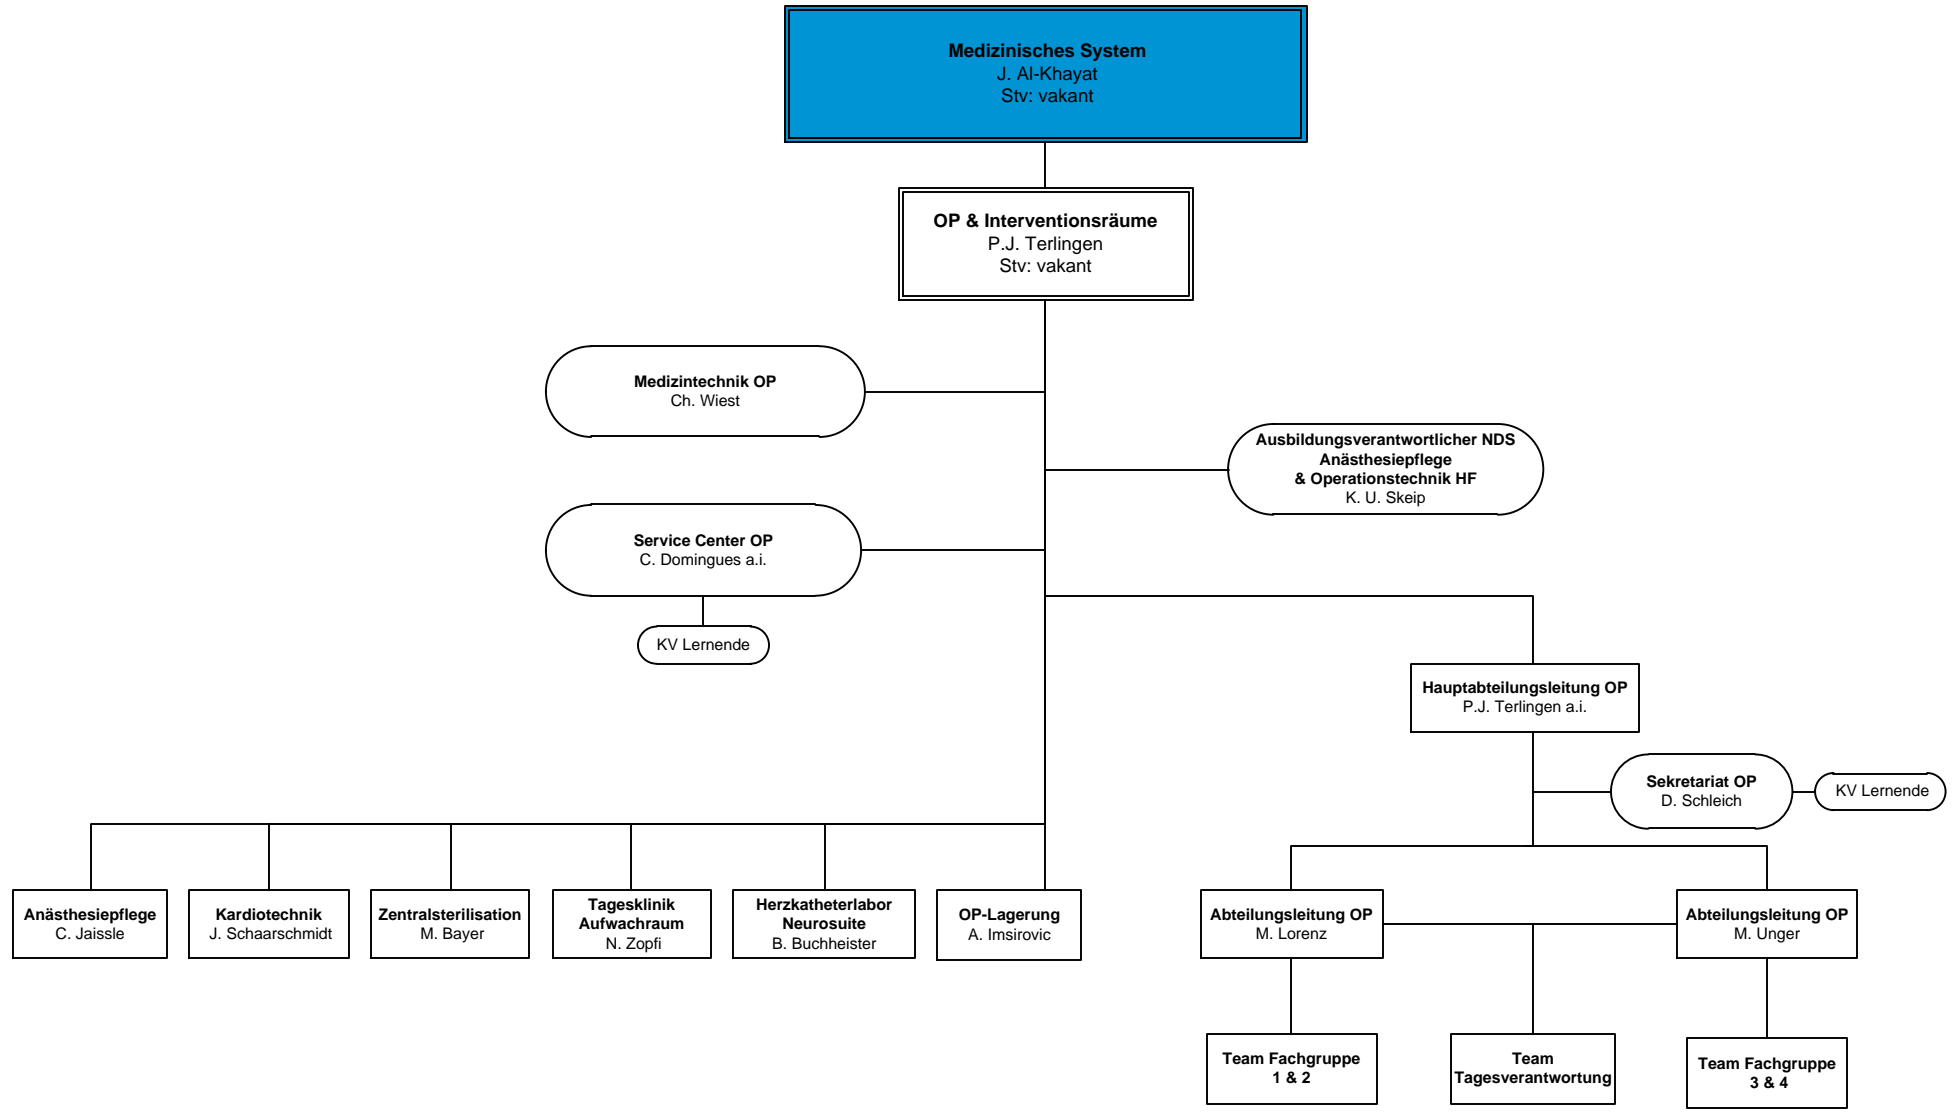 Medizinisches System
J. Al-Khayat
Stv: vakant
OP & Interventionsräume
P.J. Terlingen
Stv: vakant
Medizintechnik OP
Ch. Wiest
Ausbildungsverantwortlicher NDS
Anästhesiepflege
& Operationstechnik HF
K. U. Skeip
Service Center OP
C. Domingues a.i.
KV Lernende
Hauptabteilungsleitung OP
P.J. Terlingen a.i.
Sekretariat OP
D. Schleich
KV Lernende
Anästhesiepflege
C. Jaissle
Kardiotechnik
J. Schaarschmidt
Zentralsterilisation
M. Bayer
Tagesklinik
Aufwachraum
N. Zopfi
Herzkatheterlabor
Neurosuite
B. Buchheister
OP-Lagerung
A. Imsirovic
Abteilungsleitung OP
M. Lorenz
Abteilungsleitung OP
M. Unger
Team Fachgruppe
1 & 2
Team
Tagesverantwortung
Team Fachgruppe
3 & 4